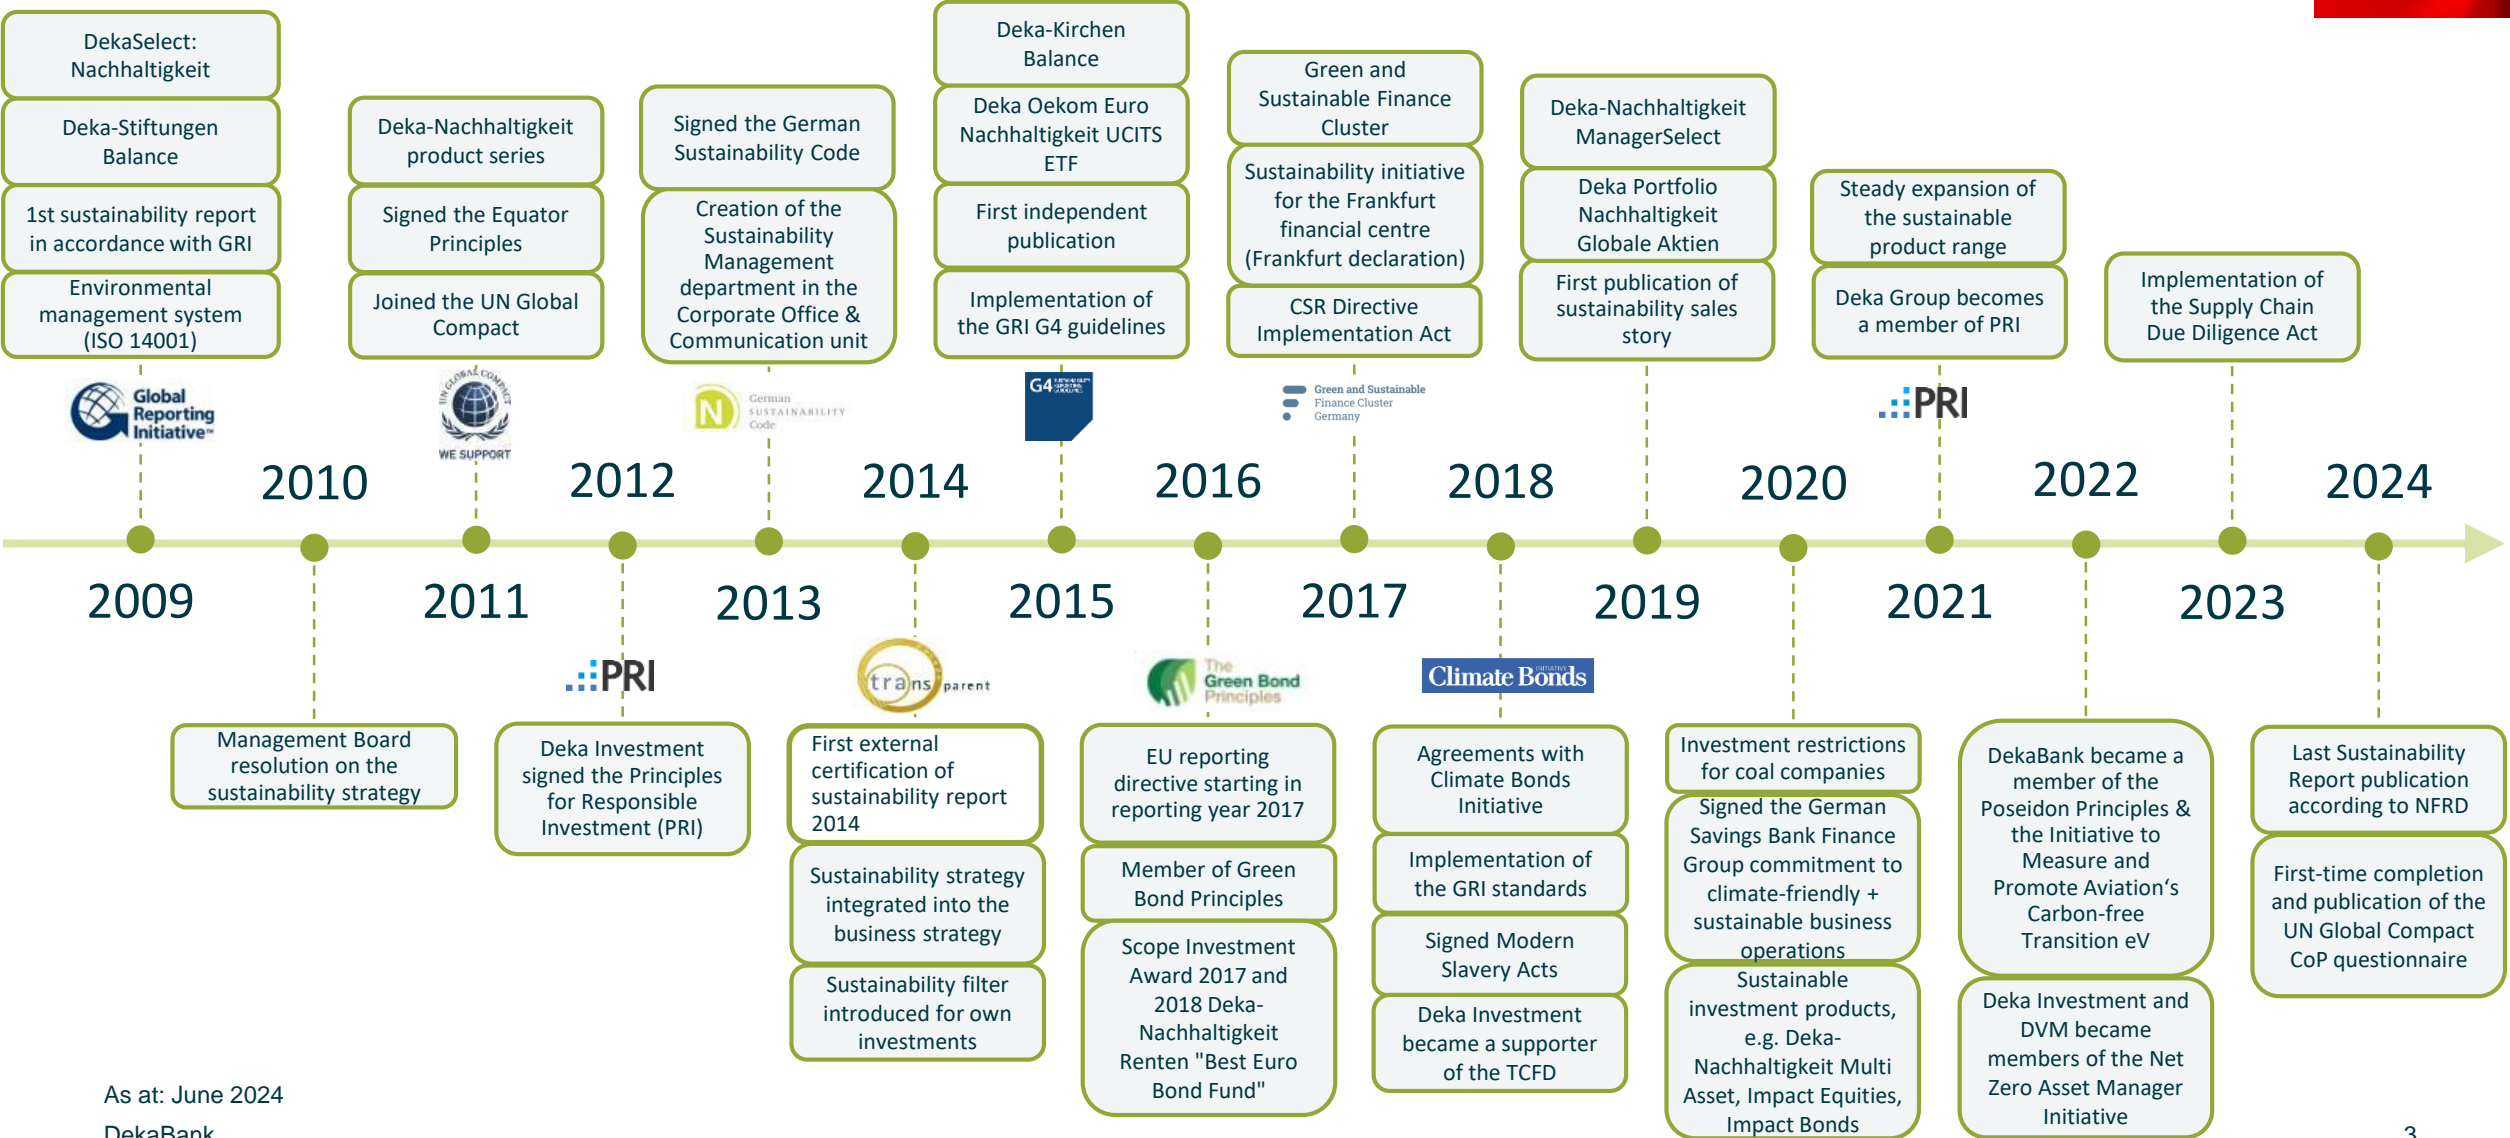 DekaSelect:
Nachhaltigkeit
Deka-Stiftungen
Balance
1st sustainability report
in accordance with GRI
Environmental
management system
(ISO 14001)
Deka-Nachhaltigkeit
product series
Signed the Equator
Principles
Joined the UN Global
Compact
Signed the German
Sustainability Code
Creation of the
Sustainability
Management
department in the
Corporate Office &
Communication unit
Deka-Kirchen
Balance
Deka Oekom Euro
Nachhaltigkeit UCITS
ETF
First independent
publication
Implementation of
the GRI G4 guidelines
Green and
Sustainable Finance
Cluster
Sustainability initiative
for the Frankfurt
financial centre
(Frankfurt declaration)
CSR Directive
Implementation Act
Deka-Nachhaltigkeit
ManagerSelect
Deka Portfolio
Nachhaltigkeit
Globale Aktien
First publication of
sustainability sales
story
Steady expansion of
the sustainable
product range
Deka Group becomes
a member of PRI
Implementation of
the Supply Chain
Due Diligence Act
Global
Reporting
Initiative™
UN GLOBAL COMPACT
WE SUPPORT
N
German
SUSTAINABILITY
Code
G4 SUSTAINABILITY
REPORTING
GUIDELINES
Green and Sustainable
Finance Cluster
Germany
PRI
2010
2012
2014
2016
2018
2020
2022
2024
2009
2011
2013
2015
2017
2019
2021
2023
PRI
transparent
The
Green Bond
Principles
Climate Bonds
INITIATIVE
Management Board
resolution on the
sustainability strategy
Deka Investment
signed the Principles
for Responsible
Investment (PRI)
First external
certification of
sustainability report
2014
Sustainability strategy
integrated into the
business strategy
Sustainability filter
introduced for own
investments
EU reporting
directive starting in
reporting year 2017
Member of Green
Bond Principles
Scope Investment
Award 2017 and
2018 Deka-
Nachhaltigkeit
Renten "Best Euro
Bond Fund"
Agreements with
Climate Bonds
Initiative
Implementation of
the GRI standards
Signed Modern
Slavery Acts
Deka Investment
became a supporter
of the TCFD
Investment restrictions
for coal companies
Signed the German
Savings Bank Finance
Group commitment to
climate-friendly +
sustainable business
operations
Sustainable
investment products,
e.g. Deka-
Nachhaltigkeit Multi
Asset, Impact Equities,
Impact Bonds
DekaBank became a
member of the
Poseidon Principles &
the Initiative to
Measure and
Promote Aviation‘s
Carbon-free
Transition eV
Deka Investment and
DVM became
members of the Net
Zero Asset Manager
Initiative
Last Sustainability
Report publication
according to NFRD
First-time completion
and publication of the
UN Global Compact
CoP questionnaire
As at: June 2024
DekaBank
3